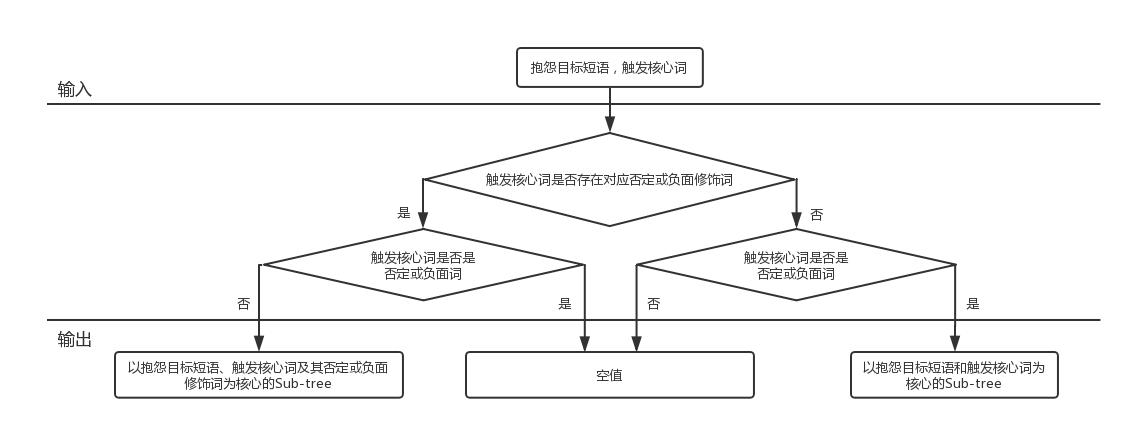 抱怨目标短语，触发核心词
输入
触发核心词是否存在对应否定或负面修饰词
是
否
触发核心词是否是
否定或负面词
触发核心词是否是
否定或负面词
否
是
否
是
输出
以抱怨目标短语、触发核心词及其否定或负面
修饰词为核心的Sub-tree
空值
以抱怨目标短语和触发核心词为
核心的Sub-tree